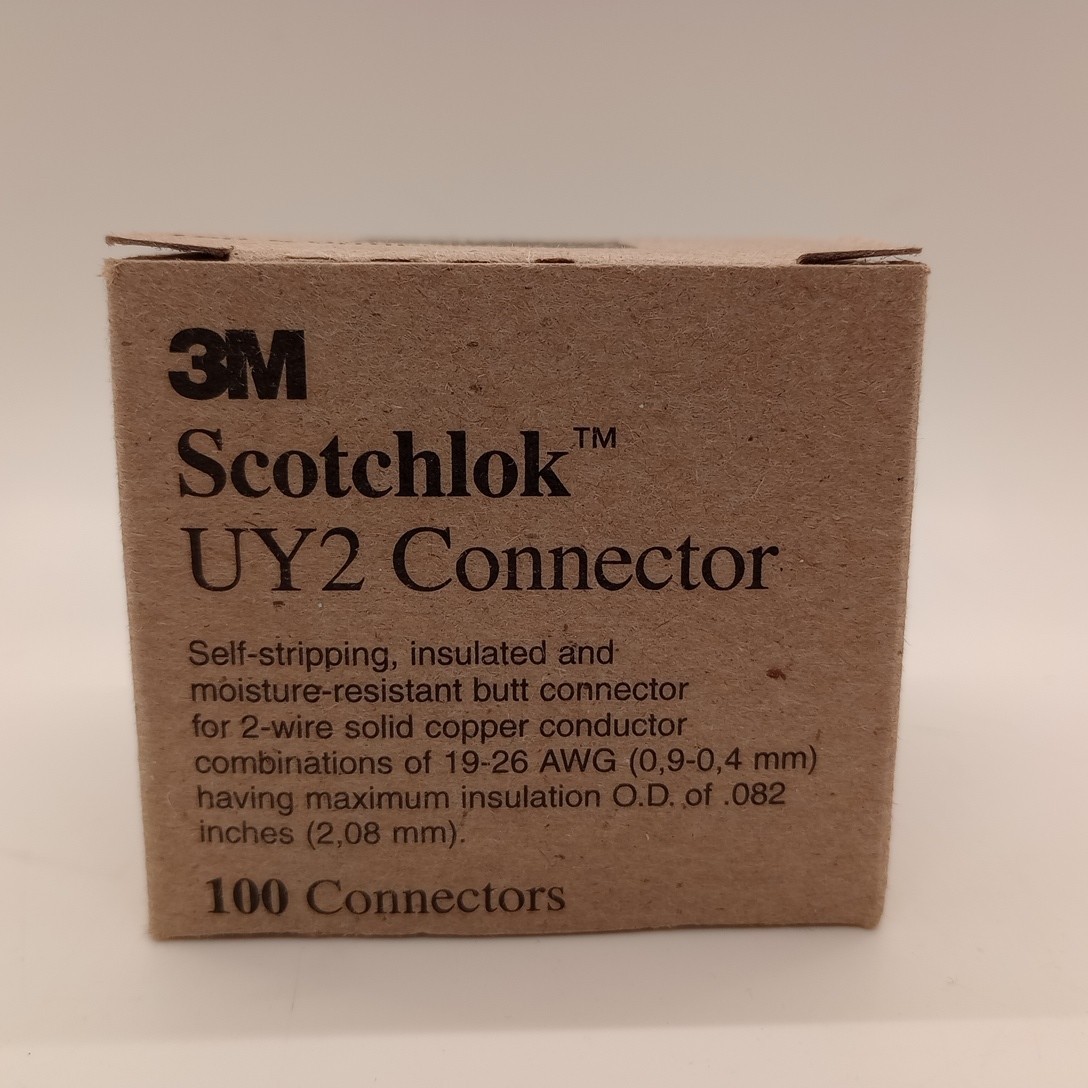 3M
Scotchlok™
UY2 Connector
Self-stripping, insulated and
moisture-resistant butt connector
for 2-wire solid copper conductor
combinations of 19-26 AWG (0,9-0,4 mm)
having maximum insulation O.D. of .082
inches (2,08 mm).
100 Connectors